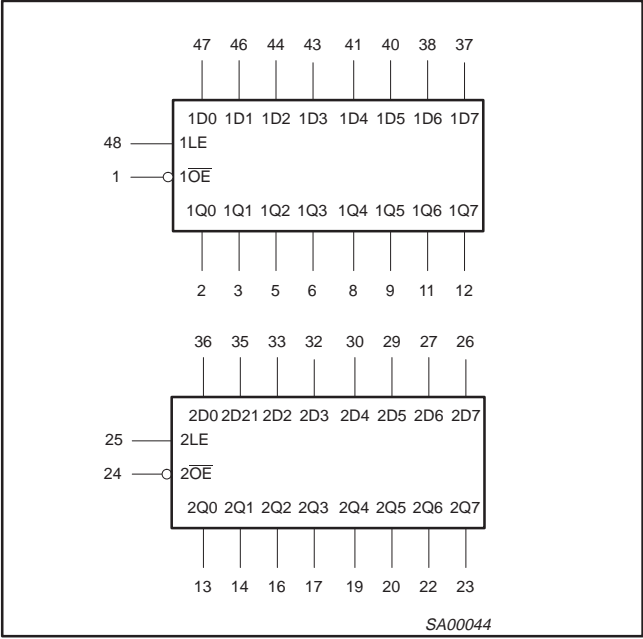 47 46 44 43 41 40 38 37
1D0 1D1 1D2 1D3 1D4 1D5 1D6 1D7
48 1LE
1 1O̅E̅
1Q0 1Q1 1Q2 1Q3 1Q4 1Q5 1Q6 1Q7
2 3 5 6 8 9 11 12
36 35 33 32 30 29 27 26
2D0 2D21 2D2 2D3 2D4 2D5 2D6 2D7
25 2LE
24 2O̅E̅
2Q0 2Q1 2Q2 2Q3 2Q4 2Q5 2Q6 2Q7
13 14 16 17 19 20 22 23
SA00044